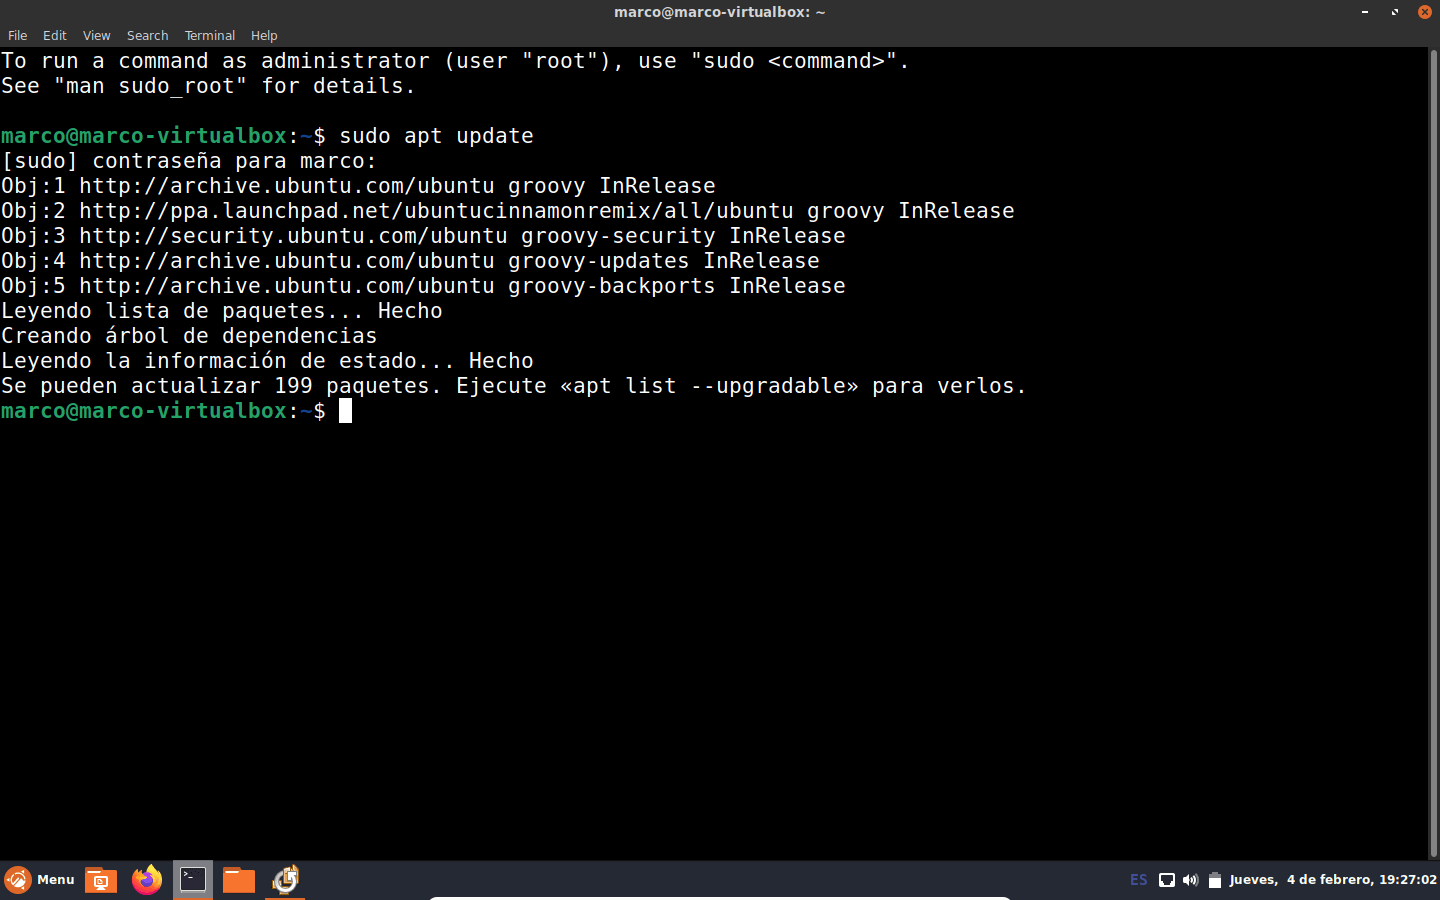 marco@marco-virtualbox: ~
File Edit View Search Terminal Help
To run a command as administrator (user "root"), use "sudo <command>".
See "man sudo_root" for details.
marco@marco-virtualbox:~$ sudo apt update
[sudo] contraseña para marco:
Obj:1 http://archive.ubuntu.com/ubuntu groovy InRelease
Obj:2 http://ppa.launchpad.net/ubuntucinnamonremix/all/ubuntu groovy InRelease
Obj:3 http://security.ubuntu.com/ubuntu groovy-security InRelease
Obj:4 http://archive.ubuntu.com/ubuntu groovy-updates InRelease
Obj:5 http://archive.ubuntu.com/ubuntu groovy-backports InRelease
Leyendo lista de paquetes... Hecho
Creando árbol de dependencias
Leyendo la información de estado... Hecho
Se pueden actualizar 199 paquetes. Ejecute «apt list --upgradable» para verlos.
marco@marco-virtualbox:~$
Menu ES Jueves, 4 de febrero, 19:27:02